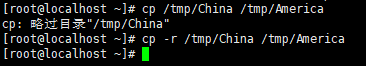 [root@localhost ~]# cp /tmp/China /tmp/America
cp: 略过目录"/tmp/China"
[root@localhost ~]# cp -r /tmp/China /tmp/America
[root@localhost ~]#